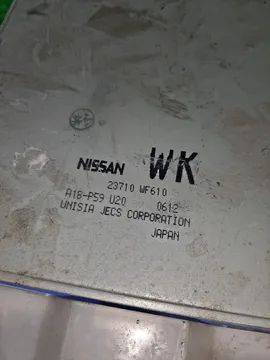 NISSAN WK
23710 WF610
A18-P59 U20 0612
UNISIA JECS CORPORATION
JAPAN